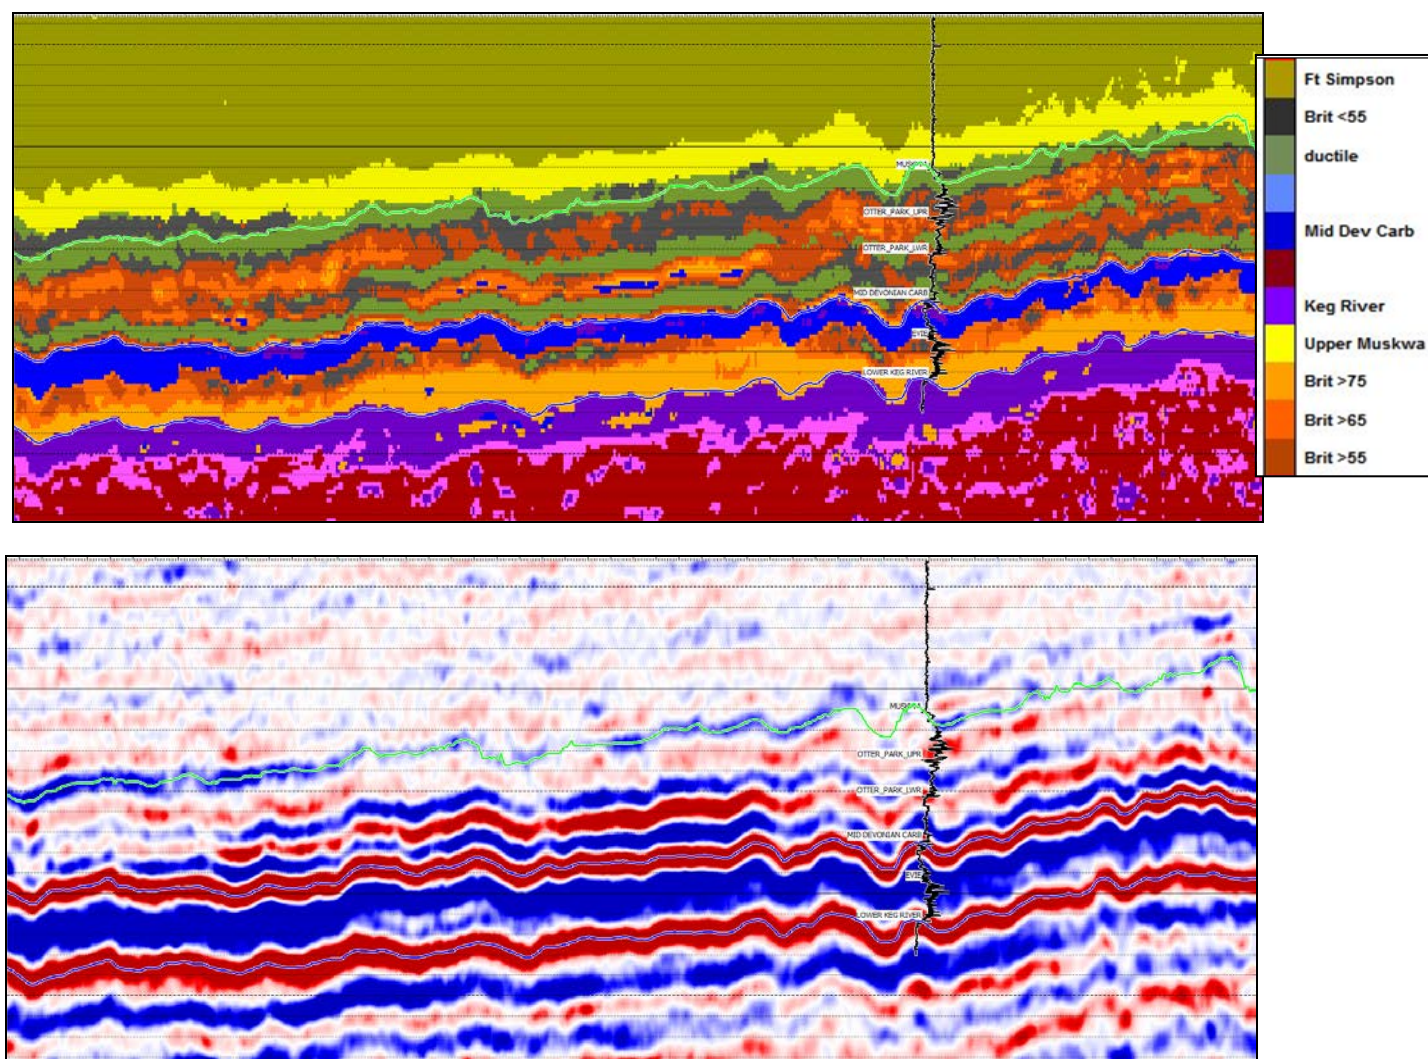 Ft Simpson
Brit <55
ductile
Mid Dev Carb
Keg River
Upper Muskwa
Brit >75
Brit >65
Brit >55
OTTER_PARK_UPR
OTTER_PARK_LWR
MID DEVONIAN CARB
EVIE
LOWER KEG RIVER
OTTER_PARK_UPR
OTTER_PARK_LWR
MID DEVONIAN CARB
EVIE
LOWER KEG RIVER